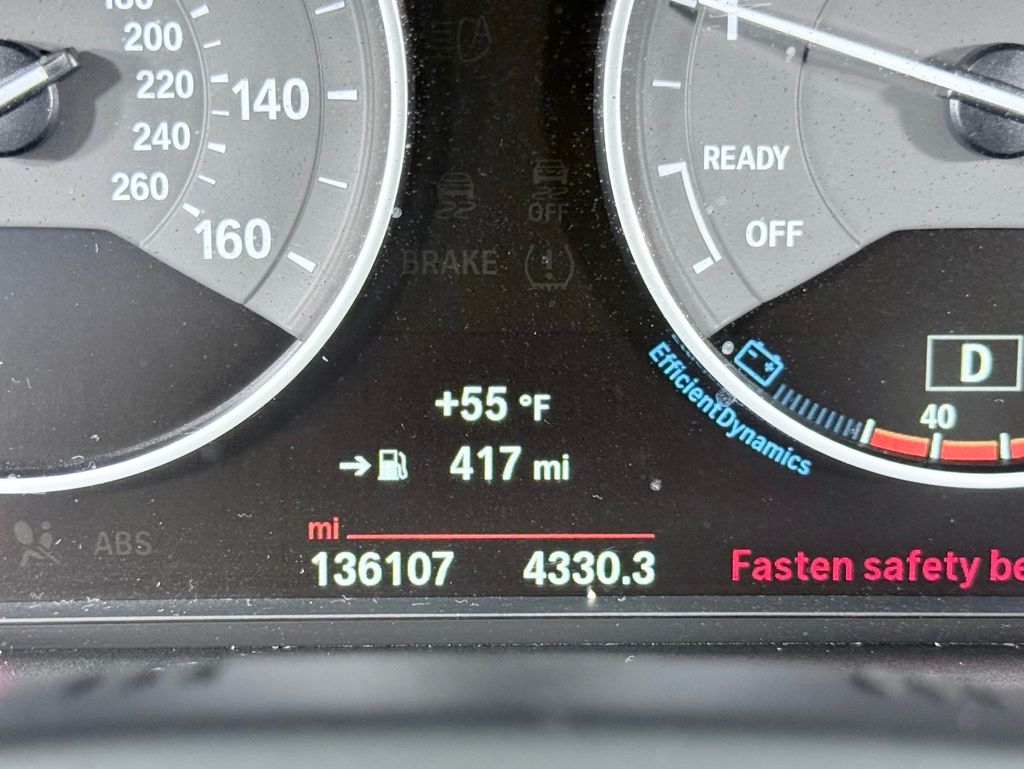 180
200
220
240
260
140
160
BRAKE
OFF
READY
OFF
D
40
EfficientDynamics
+55 °F
417 mi
mi
136107 4330.3
ABS
Fasten safety be